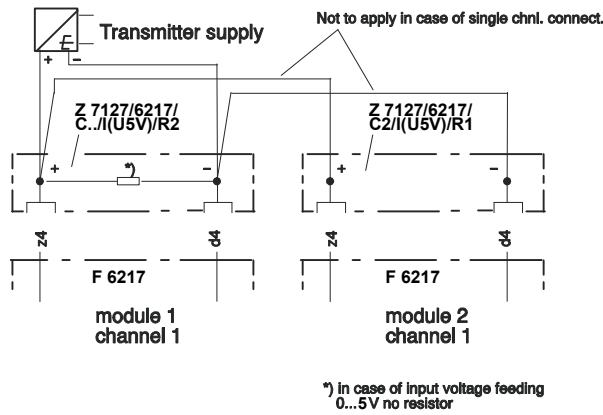 Not to apply in case of single chnl. connect.
Transmitter supply
+ −
Z 7127/6217/
C../I(U5V)/R2
Z 7127/6217/
C2/I(U5V)/R1
+ *) − + −
z4 d4 z4 d4
F 6217 F 6217
module 1
channel 1
module 2
channel 1
*) in case of input voltage feeding
0...5V no resistor